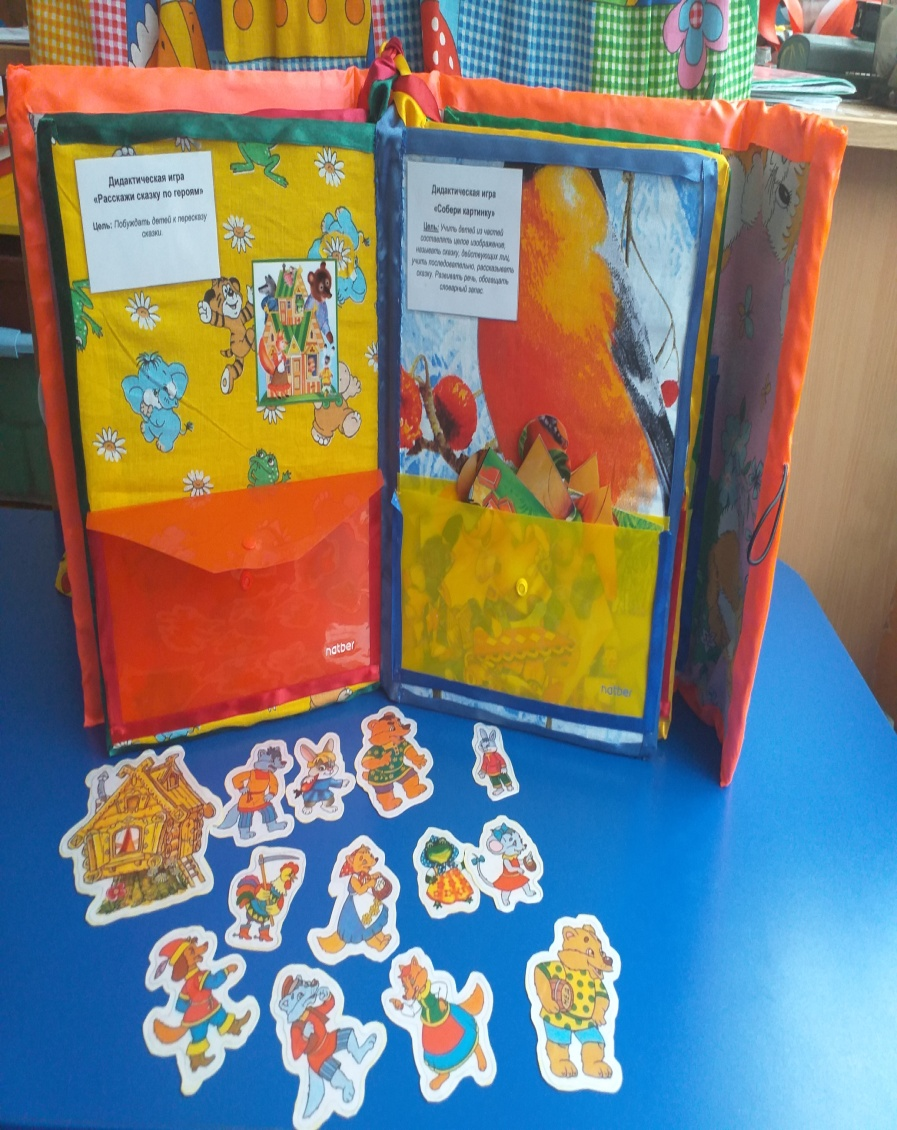 Дидактическая игра
«Расскажи сказку по героям»
Цель: Побуждать детей к пересказу
сказки.
natber
Дидактическая игра
«Собери картинку»
Цель: Учить детей из частей
составлять целое изображение,
называть сказку, действующих лиц,
учить последовательно, рассказывать
сказку. Развивать речь, обогащать
словарный запас.
natber